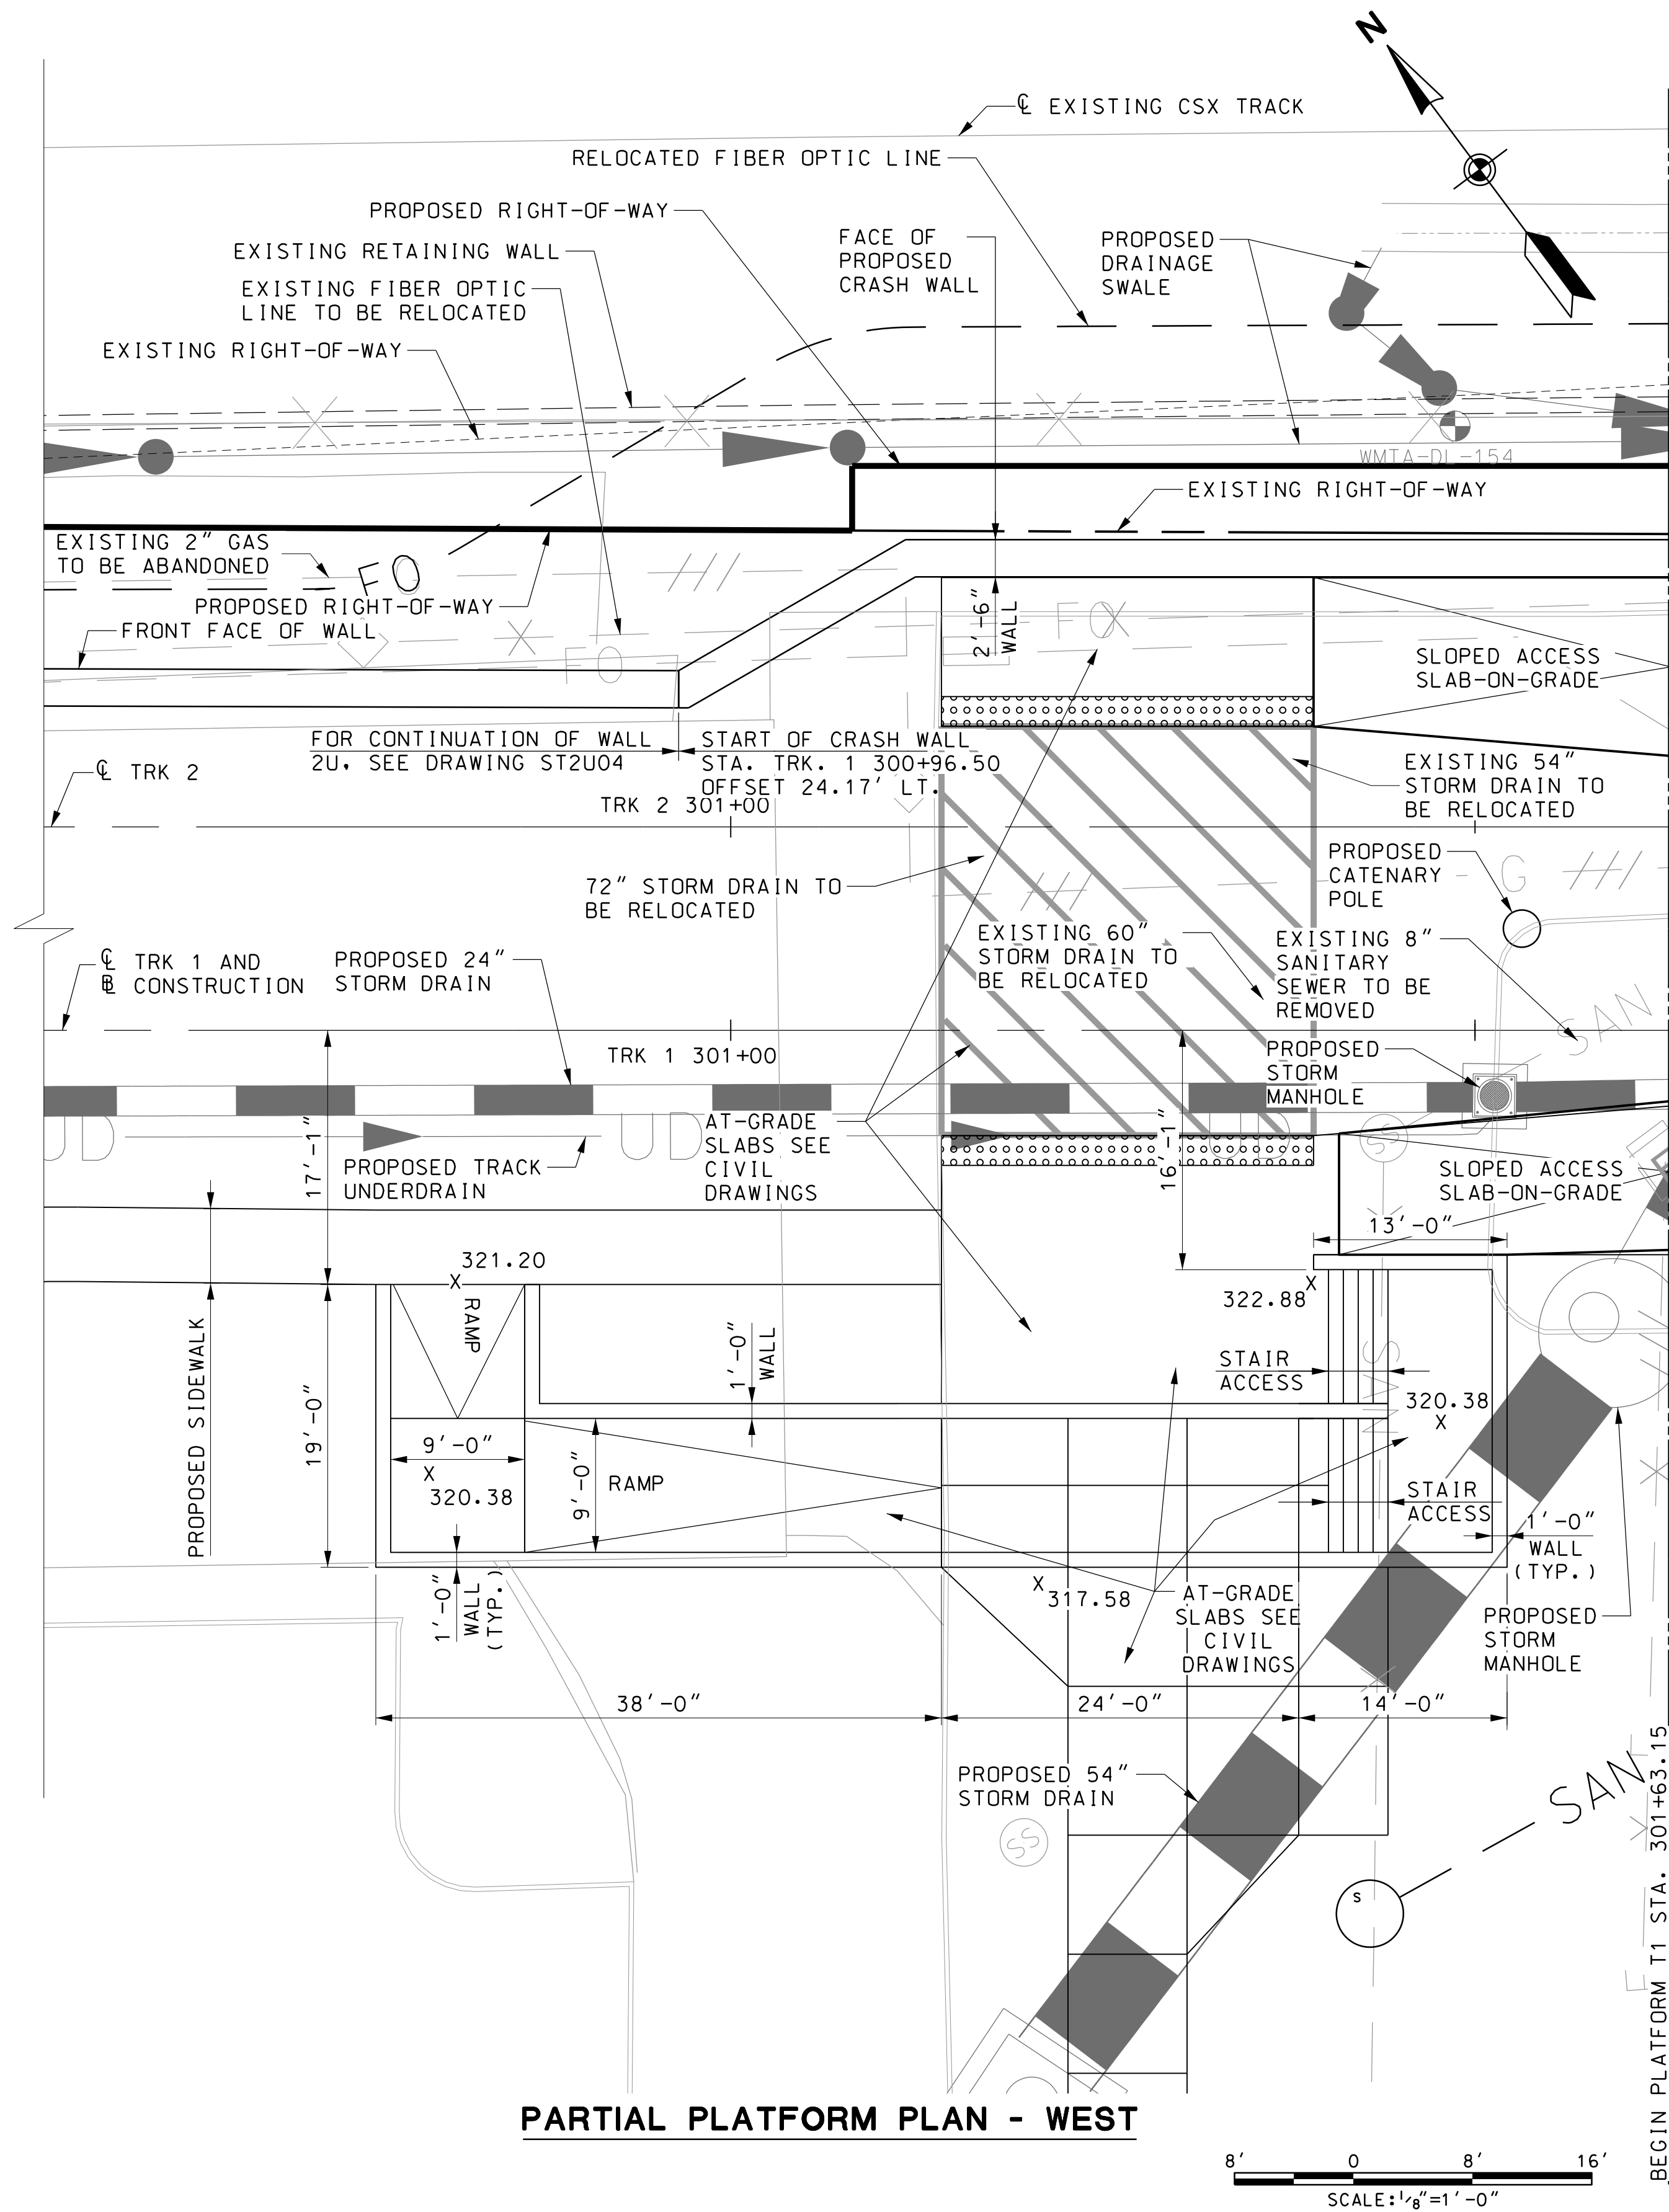 N
℄ EXISTING CSX TRACK
RELOCATED FIBER OPTIC LINE
PROPOSED RIGHT-OF-WAY
EXISTING RETAINING WALL
EXISTING FIBER OPTIC
LINE TO BE RELOCATED
EXISTING RIGHT-OF-WAY
FACE OF
PROPOSED
CRASH WALL
PROPOSED
DRAINAGE
SWALE
WMTA-DL-154
EXISTING RIGHT-OF-WAY
EXISTING 2" GAS
TO BE ABANDONED
FO
PROPOSED RIGHT-OF-WAY
FRONT FACE OF WALL
FO
2'-6"
WALL
FO
SLOPED ACCESS
SLAB-ON-GRADE
FOR CONTINUATION OF WALL
2U, SEE DRAWING ST2U04
START OF CRASH WALL
STA. TRK. 1 300+96.50
OFFSET 24.17' LT.
EXISTING 54"
STORM DRAIN TO
BE RELOCATED
℄ TRK 2
TRK 2 301+00
72" STORM DRAIN TO
BE RELOCATED
PROPOSED
CATENARY
POLE
G
EXISTING 60"
STORM DRAIN TO
BE RELOCATED
EXISTING 8"
SANITARY
SEWER TO BE
REMOVED
SAN
℄ TRK 1 AND
BL CONSTRUCTION
PROPOSED 24"
STORM DRAIN
TRK 1 301+00
PROPOSED
STORM
MANHOLE
UD
UD
UD
SS
17'-1"
16'-1"
PROPOSED TRACK
UNDERDRAIN
AT-GRADE
SLABS SEE
CIVIL
DRAWINGS
SLOPED ACCESS
SLAB-ON-GRADE
13'-0"
321.20
X
RAMP
322.88
X
PROPOSED SIDEWALK
19'-0"
1'-0"
WALL
STAIR
ACCESS
SAN
320.38
X
9'-0"
X
320.38
9'-0"
RAMP
STAIR
ACCESS
1'-0"
WALL
(TYP.)
1'-0"
WALL
(TYP.)
X
317.58
AT-GRADE
SLABS SEE
CIVIL
DRAWINGS
PROPOSED
STORM
MANHOLE
38'-0"
24'-0"
14'-0"
PROPOSED 54"
STORM DRAIN
SS
SAN
S
BEGIN PLATFORM T1 STA. 301+63.15
PARTIAL PLATFORM PLAN - WEST
8' 0 8' 16'
SCALE:1/8"=1'-0"